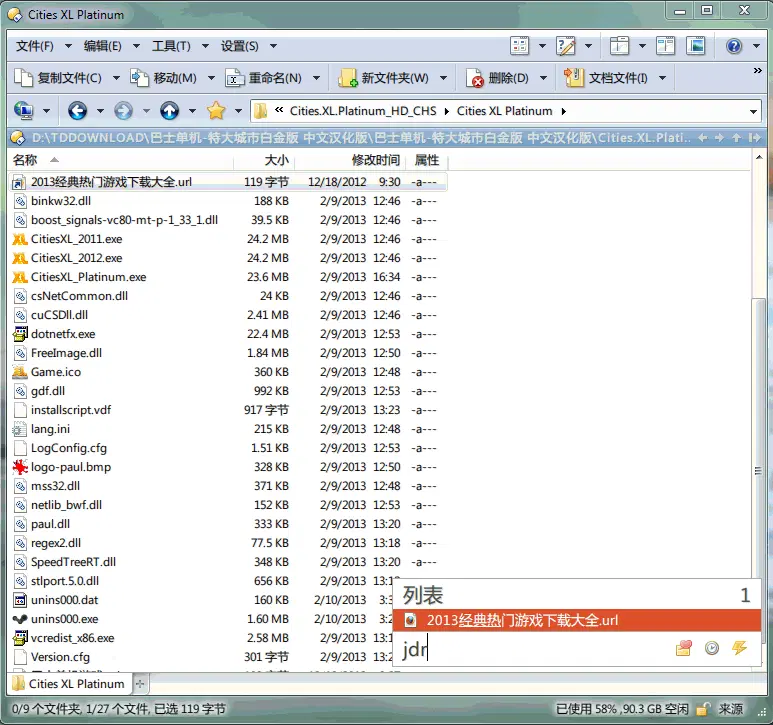 Cities XL Platinum
文件(F) 编辑(E) 工具(T) 设置(S)
复制文件(C) 移动(M) 重命名(N) 新文件夹(W) 删除(D) 文档文件(I) »
« Cities.XL.Platinum_HD_CHS Cities XL Platinum
D:\TDDOWNLOAD\巴士单机-特大城市白金版 中文汉化版\巴士单机-特大城市白金版 中文汉化版\Cities.XL.Plati..
名称 大小 修改时间 属性
2013经典热门游戏下载大全.url 119 字节 12/18/2012 9:30 -a---
binkw32.dll 188 KB 2/9/2013 12:46 -a---
boost_signals-vc80-mt-p-1_33_1.dll 39.5 KB 2/9/2013 12:46 -a---
CitiesXL_2011.exe 24.2 MB 2/9/2013 12:46 -a---
CitiesXL_2012.exe 24.2 MB 2/9/2013 12:46 -a---
CitiesXL_Platinum.exe 23.6 MB 2/9/2013 16:34 -a---
csNetCommon.dll 24 KB 2/9/2013 12:46 -a---
cuCSDll.dll 2.41 MB 2/9/2013 12:46 -a---
dotnetfx.exe 22.4 MB 2/9/2013 12:53 -a---
FreeImage.dll 1.84 MB 2/9/2013 12:50 -a---
Game.ico 360 KB 2/9/2013 12:48 -a---
gdf.dll 992 KB 2/9/2013 12:53 -a---
installscript.vdf 917 字节 2/9/2013 13:23 -a---
lang.ini 215 KB 2/9/2013 12:48 -a---
LogConfig.cfg 1.51 KB 2/9/2013 12:53 -a---
logo-paul.bmp 328 KB 2/9/2013 12:50 -a---
mss32.dll 371 KB 2/9/2013 12:48 -a---
netlib_bwf.dll 152 KB 2/9/2013 12:53 -a---
paul.dll 333 KB 2/9/2013 13:20 -a---
regex2.dll 77.5 KB 2/9/2013 13:18 -a---
SpeedTreeRT.dll 348 KB 2/9/2013 13:20 -a---
stlport.5.0.dll 656 KB 2/9/2013
unins000.dat 160 KB 2/10/2013
unins000.exe 1.60 MB 2/10/2013
vcredist_x86.exe 2.58 MB 2/9/2013
Version.cfg 301 字节 2/9/2013
列表 1
2013经典热门游戏下载大全.url
jdr
Cities XL Platinum
0/9 个文件夹, 1/27 个文件, 已选 119 字节 已使用 58% ,90.3 GB 空闲 来源